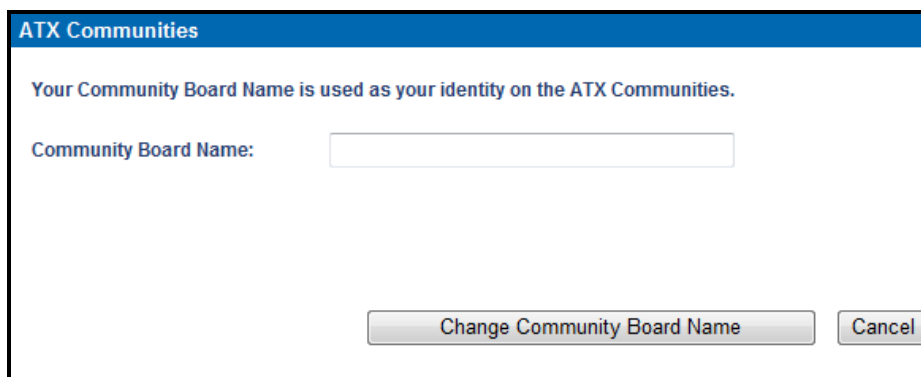 ATX Communities
Your Community Board Name is used as your identity on the ATX Communities.
Community Board Name:
Change Community Board Name Cancel